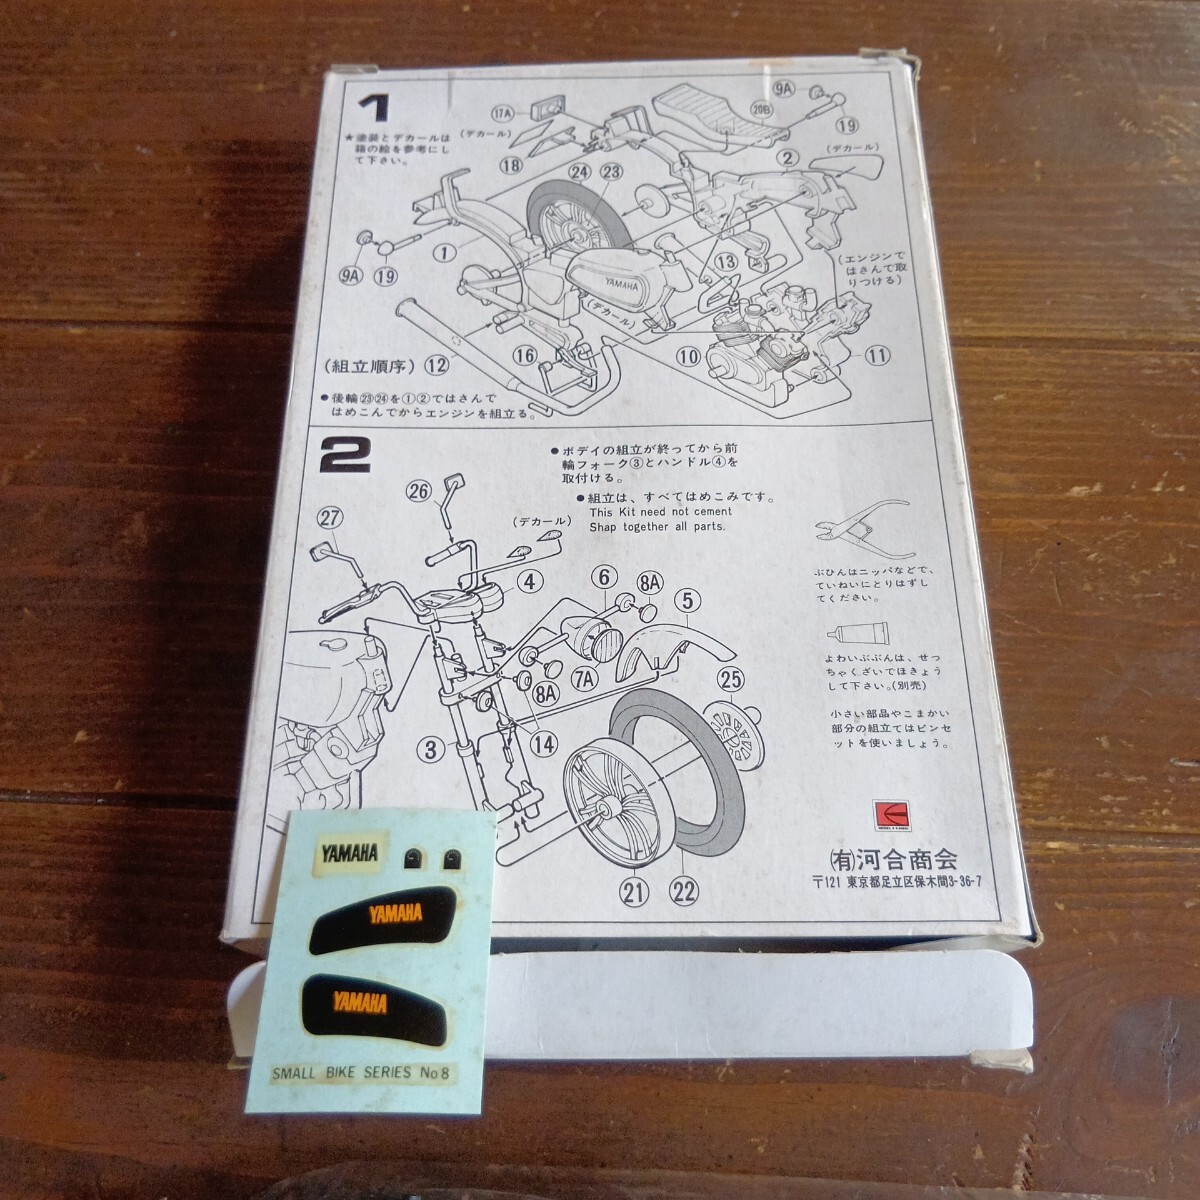 1
★塗装とデカールは
箱の絵を参考にし
て下さい。
17A
(デカール)
18
20B
9A
19
2
(デカール)
24
23
1
9A
19
13
(エンジンで
はさんで取
りつける)
YAMAHA
(デカール)
(組立順序)
12
16
10
11
●後輪㉓㉔を①②ではさんで
はめこんでからエンジンを組立る。
2
●ボデイの組立が終ってから前
輪フォーク③とハンドル④を
取付ける。
●組立は、すべてはめこみです。
This Kit need not cement
Shap together all parts.
26
27
(デカール)
4
6
8A
5
7A
8A
14
3
25
21
22
ぶひんはニッパなどで、
ていねいにとりはずし
てください。
よわいぶぶんは、せっ
ちゃくざいでほきょう
して下さい。(別売)
小さい部品やこまかい
部分の組立てはピンセ
ットを使いましょう。
(有)河合商会
〒121 東京都足立区保木間3-36-7
YAMAHA
YAMAHA
YAMAHA
SMALL BIKE SERIES No8